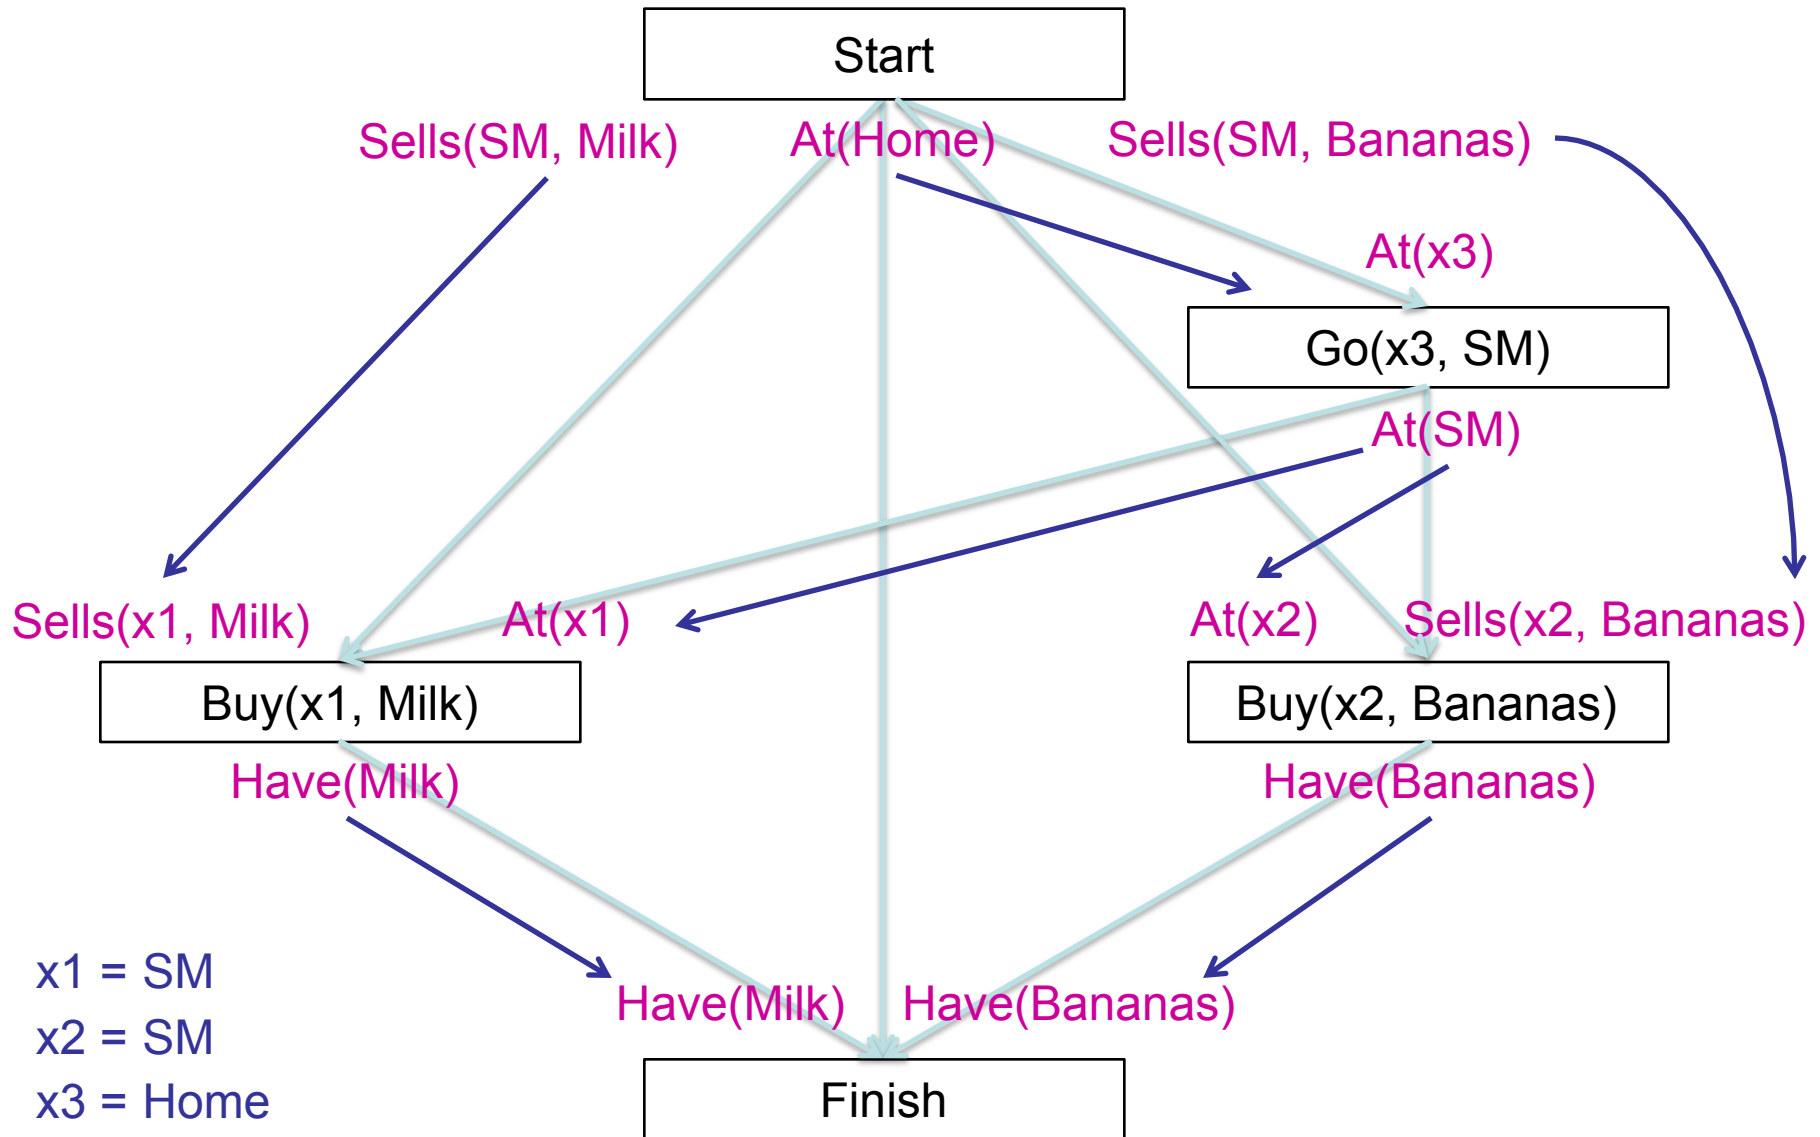 Start
Sells(SM, Milk) At(Home) Sells(SM, Bananas)
At(x3)
Go(x3, SM)
At(SM)
Sells(x1, Milk) At(x1) At(x2) Sells(x2, Bananas)
Buy(x1, Milk) Buy(x2, Bananas)
Have(Milk) Have(Bananas)
x1 = SM
Have(Milk) Have(Bananas)
x2 = SM
x3 = Home
Finish